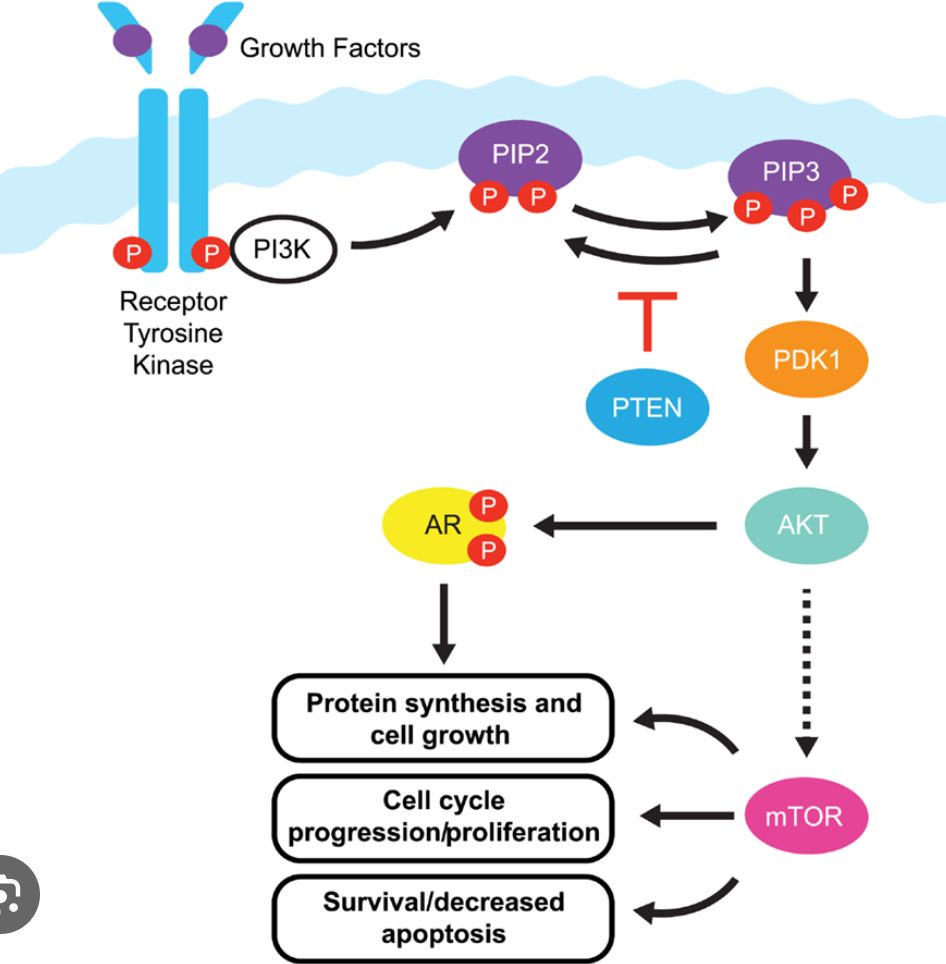 Growth Factors
PIP2
P P
PIP3
P P P
P P PI3K
Receptor
Tyrosine
Kinase
PDK1
PTEN
AR
P
P
AKT
Protein synthesis and
cell growth
Cell cycle
progression/proliferation
mTOR
Survival/decreased
apoptosis